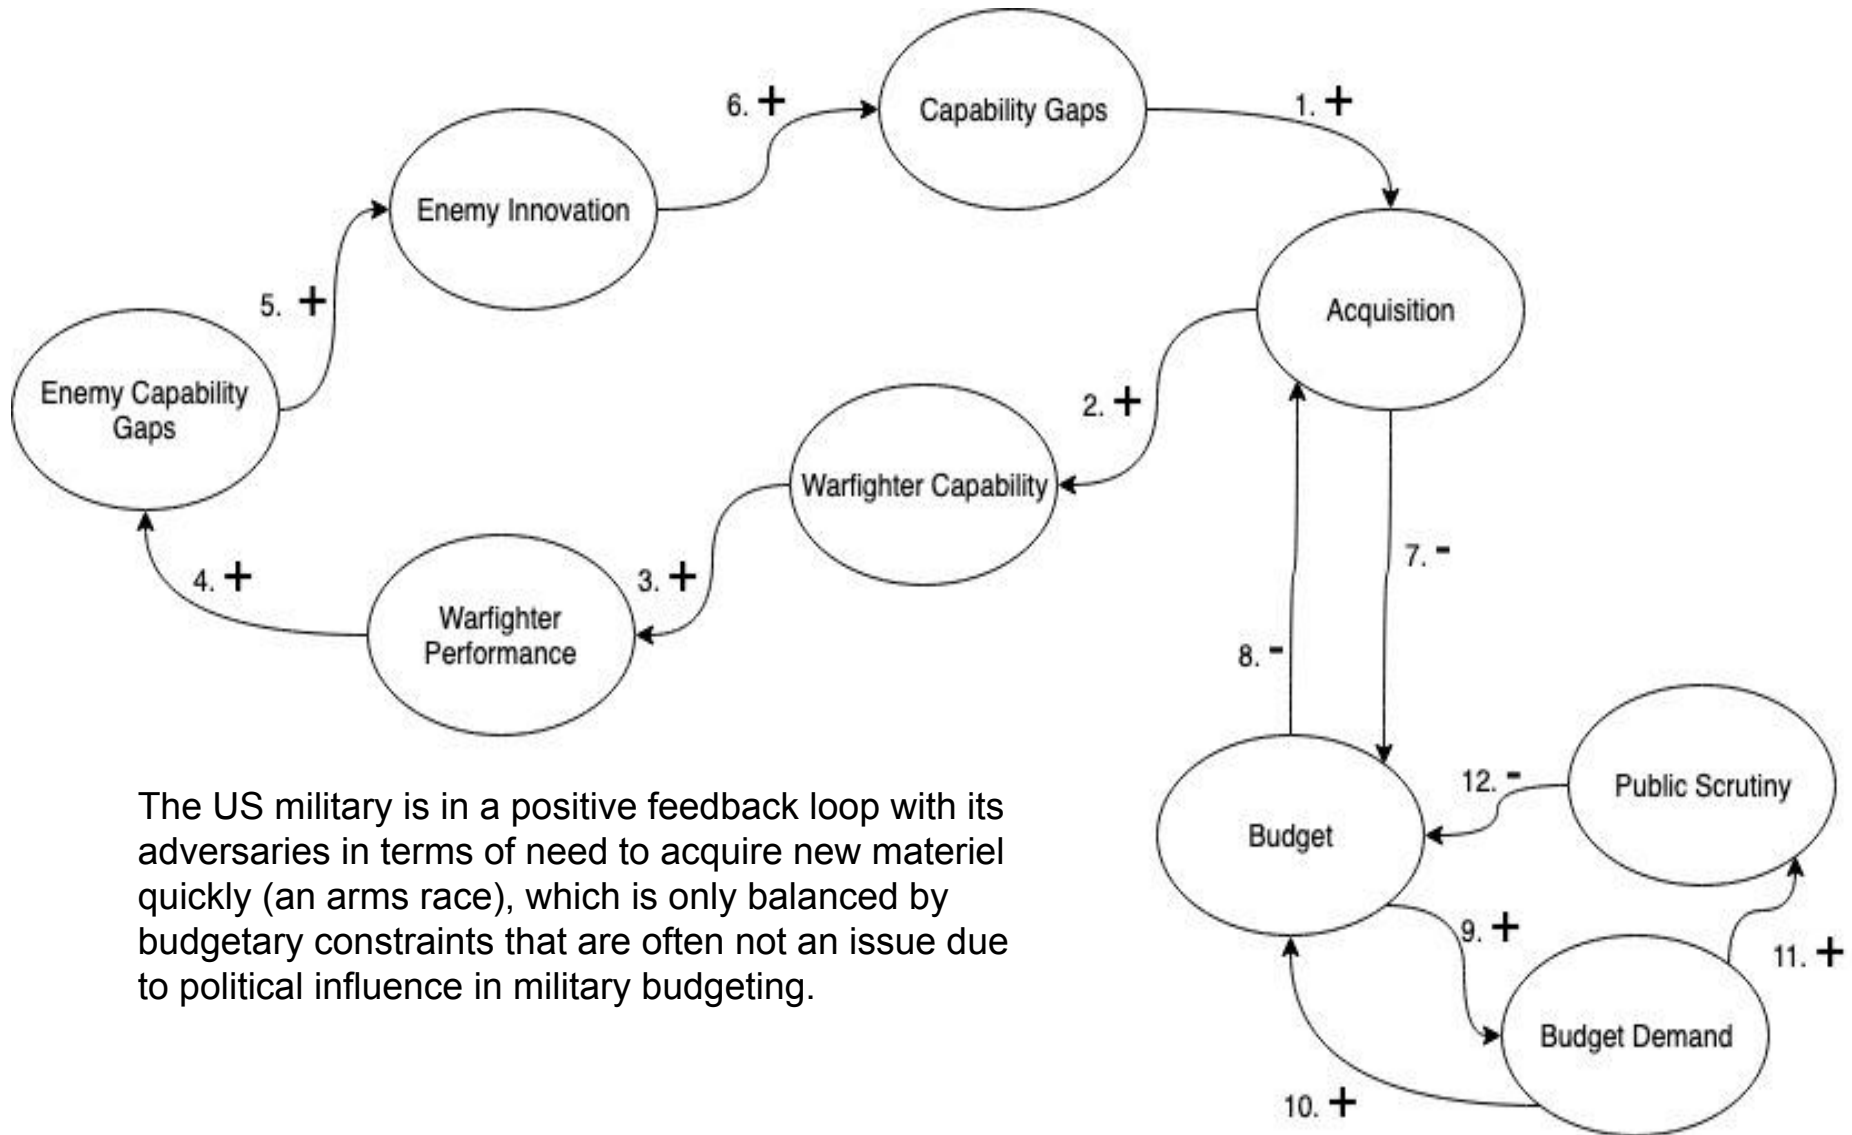 6. +
Capability Gaps
1. +
Enemy Innovation
5. +
Acquisition
Enemy Capability
Gaps
2. +
Warfighter Capability
4. +
3. +
7. -
Warfighter
Performance
8. -
12. -
Public Scrutiny
The US military is in a positive feedback loop with its
adversaries in terms of need to acquire new materiel
quickly (an arms race), which is only balanced by
budgetary constraints that are often not an issue due
to political influence in military budgeting.
Budget
9. +
11. +
Budget Demand
10. +